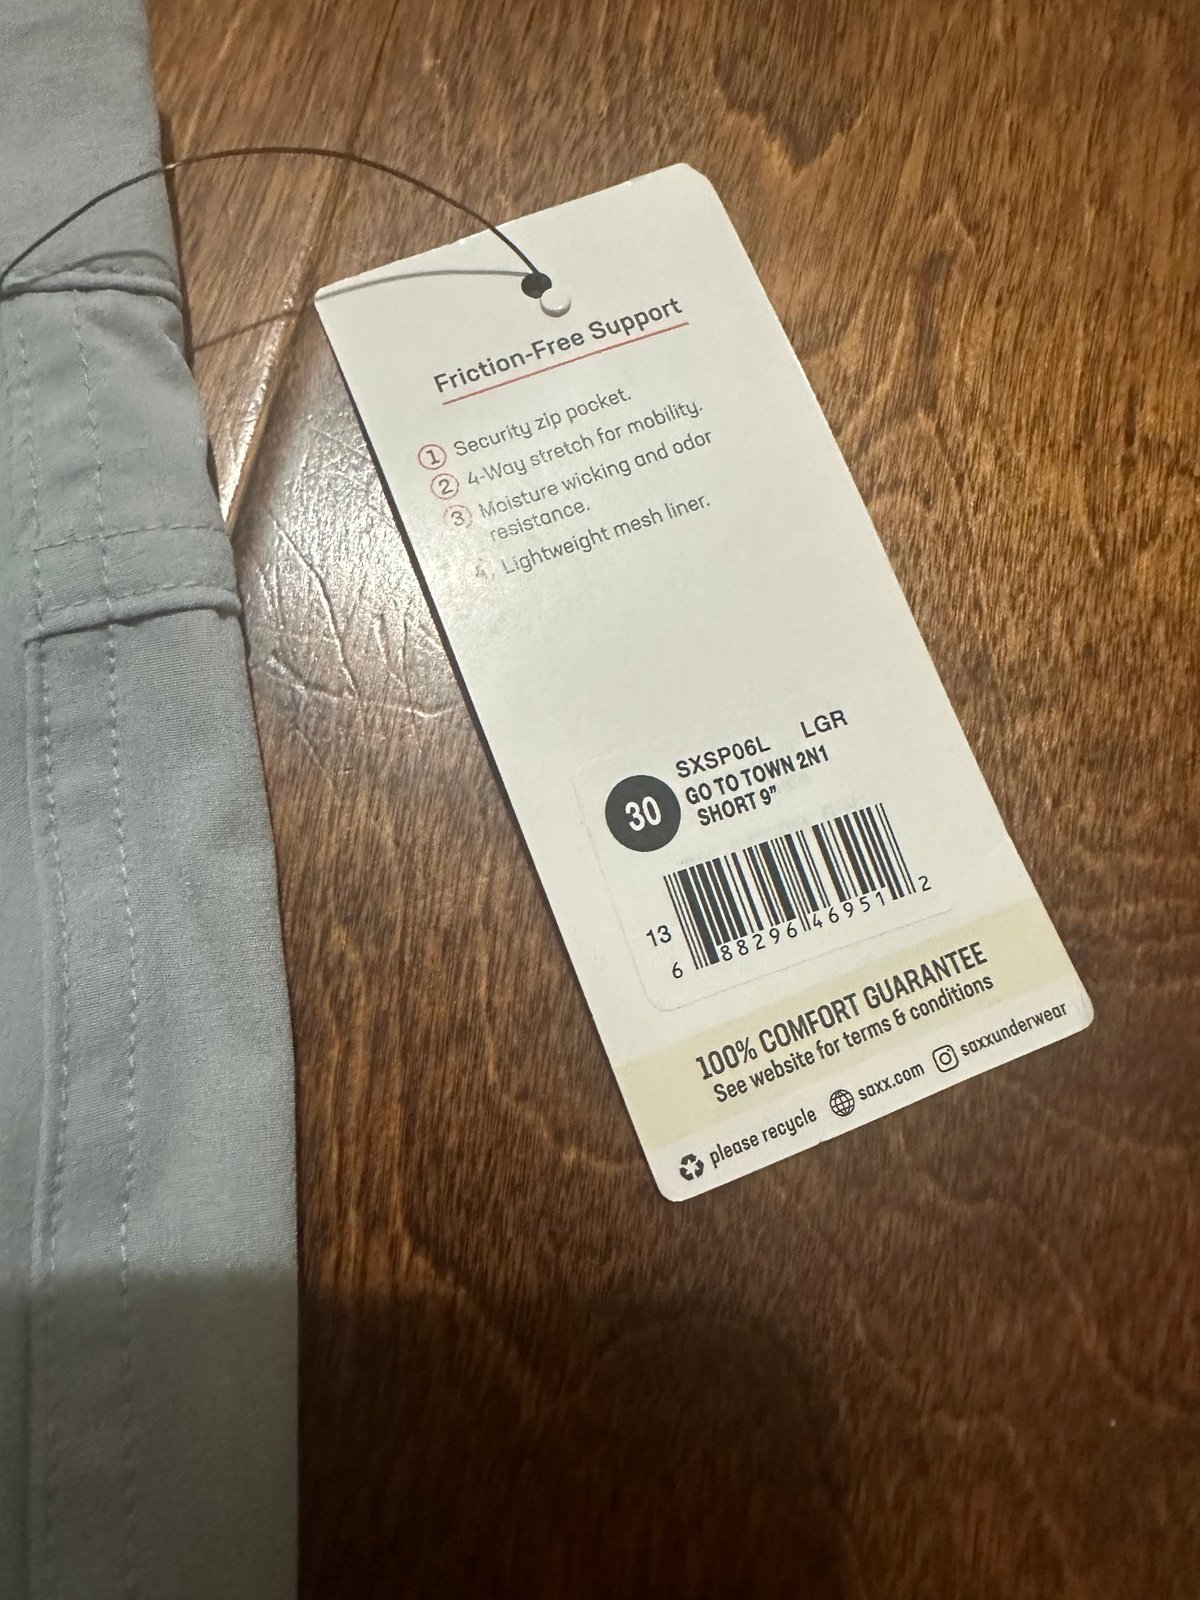 Friction-Free Support
1 Security zip pocket.
2 4-Way stretch for mobility.
3 Moisture wicking and odor
resistance.
4 Lightweight mesh liner.
SXSP06L LGR
30 GO TO TOWN 2N1
SHORT 9”
13
6 88296 46951 2
100% COMFORT GUARANTEE
See website for terms & conditions
please recycle saxx.com saxxunderwear